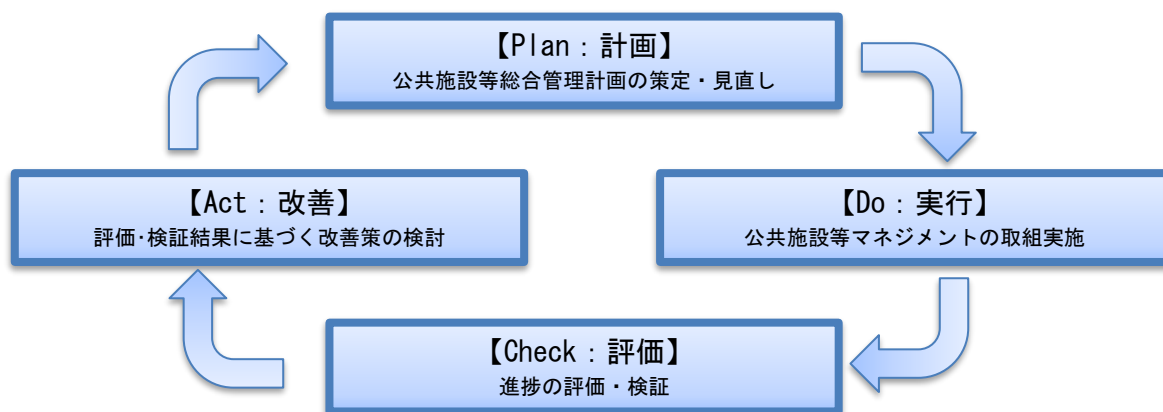 【Plan：計画】
公共施設等総合管理計画の策定・見直し
【Do：実行】
公共施設等マネジメントの取組実施
【Check：評価】
進捗の評価・検証
【Act：改善】
評価･検証結果に基づく改善策の検討